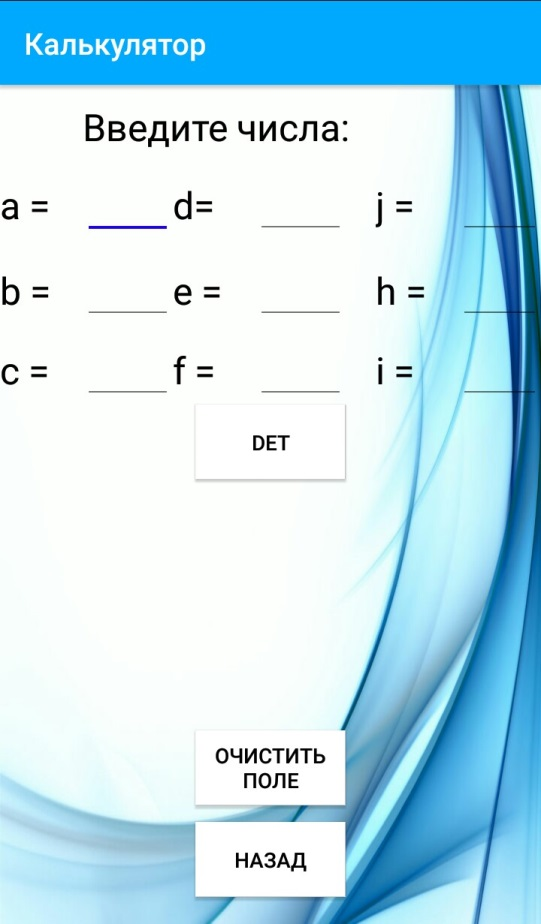 Калькулятор
Введите числа:
a = d= j =
b = e = h =
c = f = i =
DET
ОЧИСТИТЬ
ПОЛЕ
НАЗАД